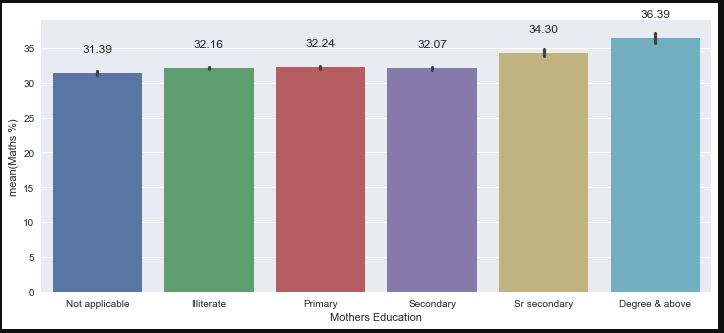 36.39
34.30
31.39
32.16
32.24
32.07
35
30
25
20
15
10
5
0
mean(Maths %)
Not applicable
Illiterate
Primary
Secondary
Sr secondary
Degree & above
Mothers Education